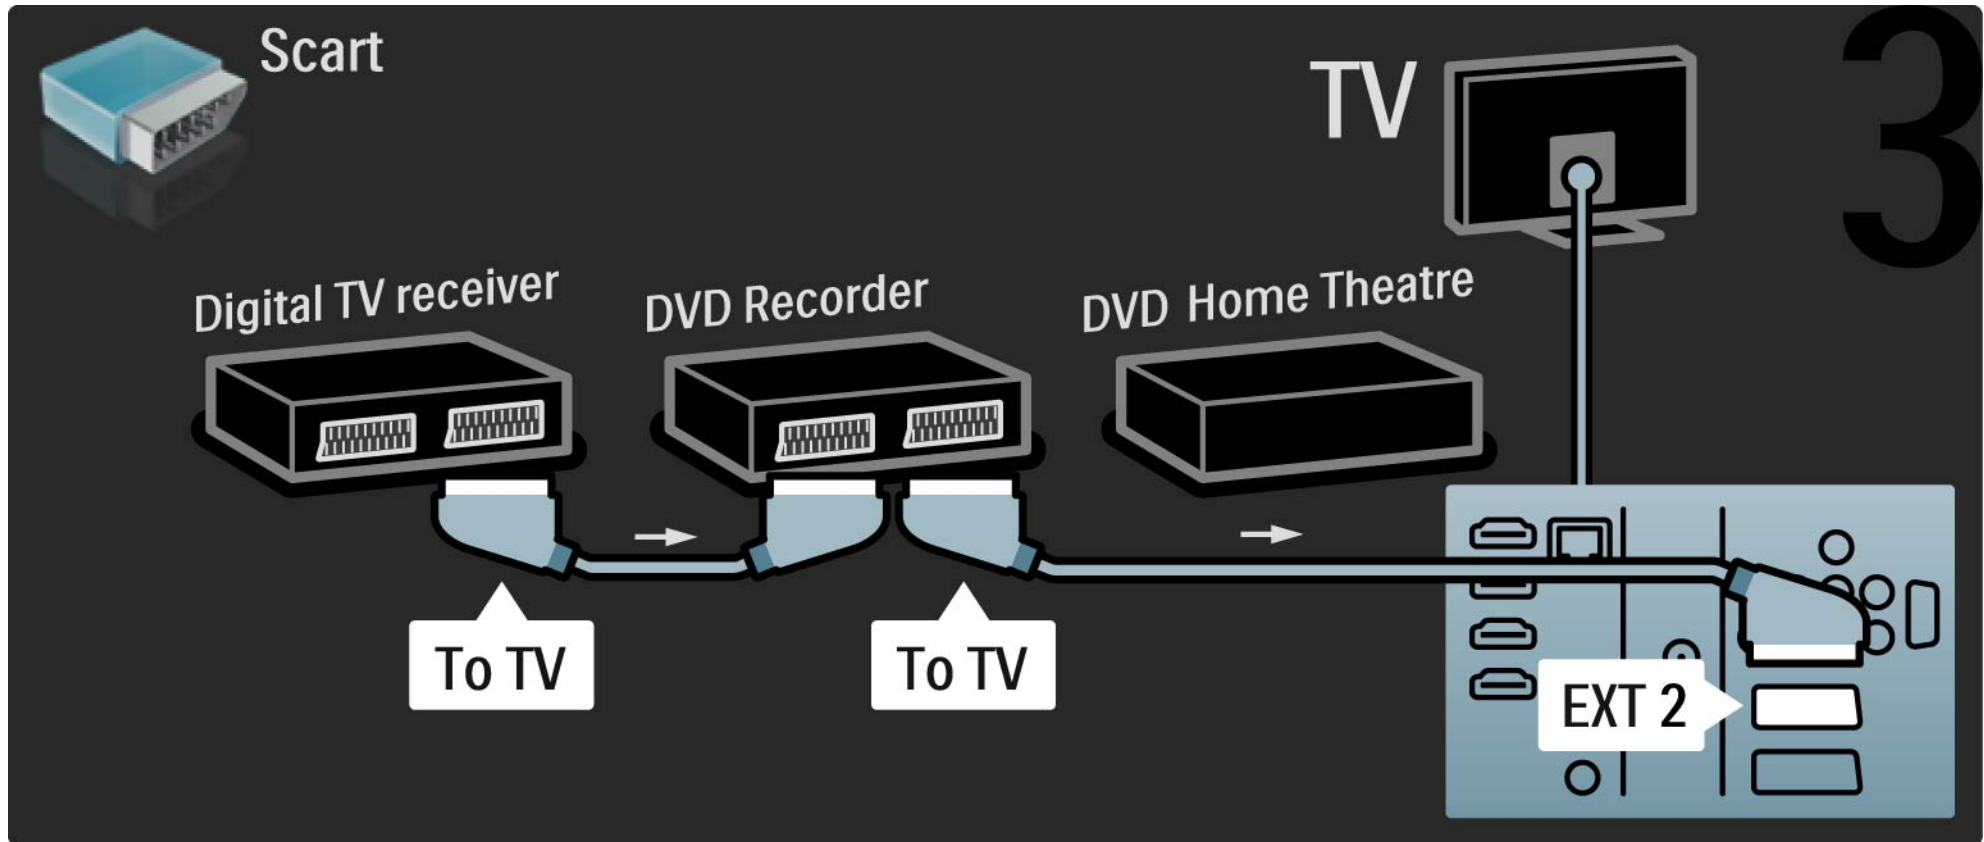 Scart
TV
3
Digital TV receiver
DVD Recorder
DVD Home Theatre
To TV
To TV
EXT 2